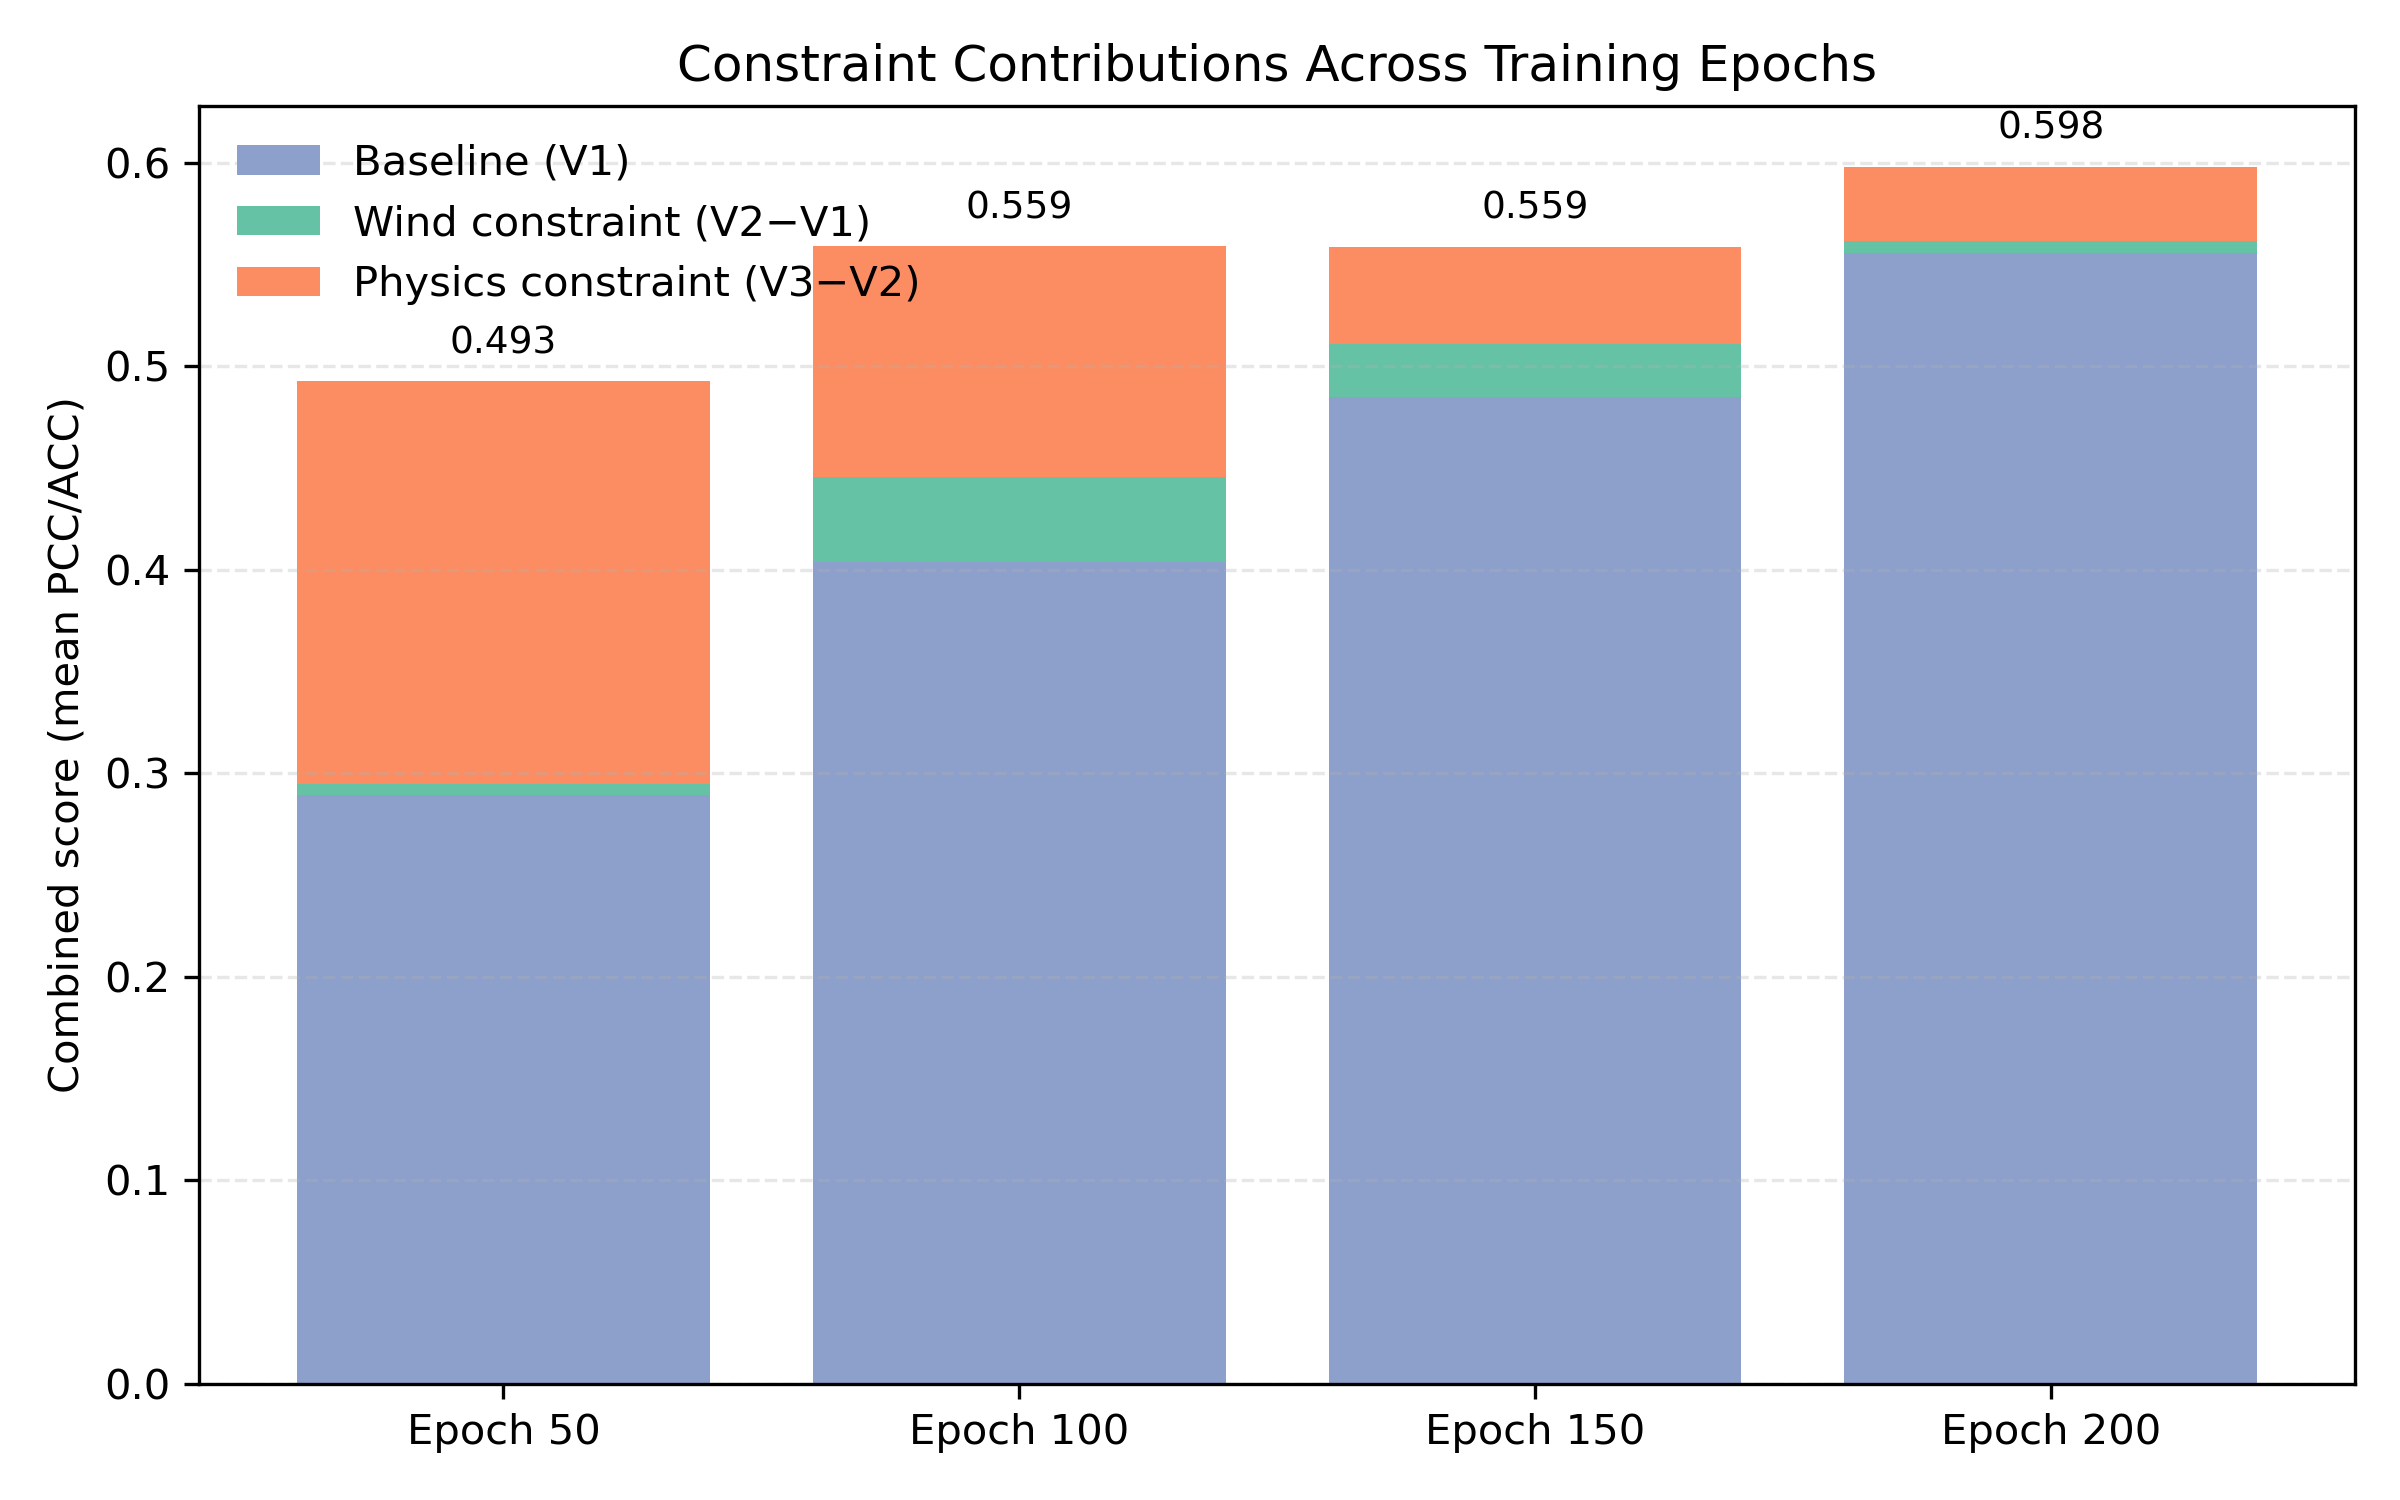 Constraint Contributions Across Training Epochs
Combined score (mean PCC/ACC)
0.6
0.5
0.4
0.3
0.2
0.1
0.0
Baseline (V1)
Wind constraint (V2−V1)
Physics constraint (V3−V2)
0.493
0.559
0.559
0.598
Epoch 50
Epoch 100
Epoch 150
Epoch 200